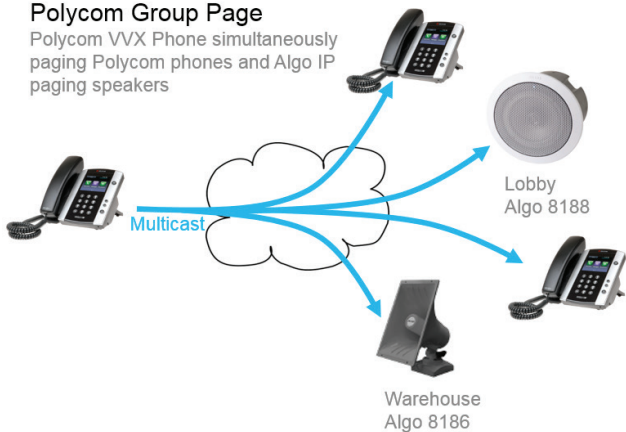 Polycom Group Page
Polycom VVX Phone simultaneously
paging Polycom phones and Algo IP
paging speakers
Lobby
Algo 8188
Multicast
Warehouse
Algo 8186